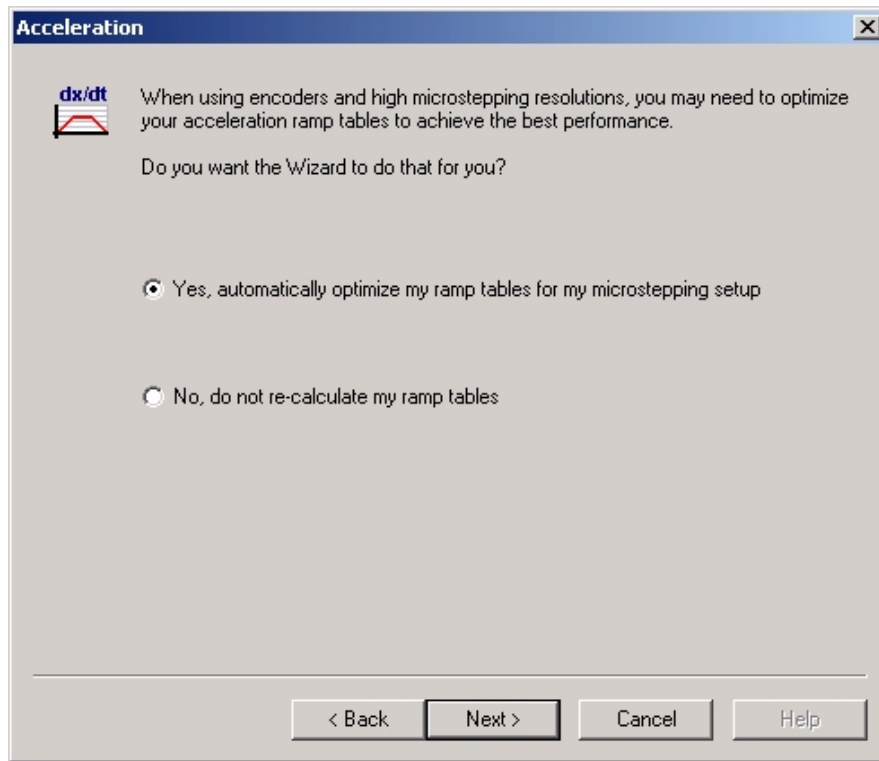 Acceleration
dx/dt
When using encoders and high microstepping resolutions, you may need to optimize
your acceleration ramp tables to achieve the best performance.
Do you want the Wizard to do that for you?
Yes, automatically optimize my ramp tables for my microstepping setup
No, do not re-calculate my ramp tables
< Back
Next >
Cancel
Help